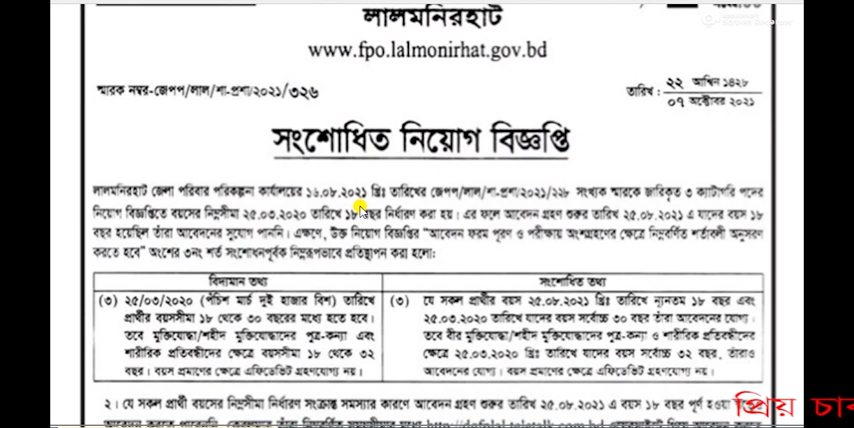 লালমনিরহাট
www.fpo.lalmonirhat.gov.bd
স্মারক নম্বর-জেপপ/লাল/শা-প্রশা/২০২১/৩২৬
তারিখ : ২২ আশ্বিন ১৪২৮
০৭ অক্টোবর ২০২১
সংশোধিত নিয়োগ বিজ্ঞপ্তি
লালমনিরহাট জেলা পরিবার পরিকল্পনা কার্যালয়ের ১৬.০৮.২০২১ খ্রিঃ তারিখের জেপপ/লাল/শা-প্রশা/২০২১/২২৮ সংখ্যক স্মারকে জারিকৃত ৩ ক্যাটাগরি পদের
নিয়োগ বিজ্ঞপ্তিতে বয়সের নিম্নসীমা ২৫.০৩.২০২০ তারিখে ১৮ বছর নির্ধারণ করা হয়। এর ফলে আবেদন গ্রহণ শুরুর তারিখ ২৫.০৮.২০২১ এ যাদের বয়স ১৮
বছর হয়েছিল তাঁরা আবেদনের সুযোগ পাননি। এক্ষণে, উক্ত নিয়োগ বিজ্ঞপ্তির “আবেদন ফরম পূরণ ও পরীক্ষায় অংশগ্রহণের ক্ষেত্রে নিম্নবর্ণিত শর্তাবলী অনুসরণ
করতে হবে” অংশের ৩নং শর্ত সংশোধনপূর্বক নিম্নরূপভাবে প্রতিস্থাপন করা হলো:
বিদ্যমান তথ্য
(৩) ২৫/০৩/২০২০ (পঁচিশ মার্চ দুই হাজার বিশ) তারিখে
প্রার্থীর বয়সসীমা ১৮ থেকে ৩০ বছরের মধ্যে হতে হবে।
তবে মুক্তিযোদ্ধা/শহীদ মুক্তিযোদ্ধাদের পুত্র-কন্যা এবং
শারীরিক প্রতিবন্ধীদের ক্ষেত্রে বয়সসীমা ১৮ থেকে ৩২
বছর। বয়স প্রমাণের ক্ষেত্রে এফিডেভিট গ্রহণযোগ্য নয়।
সংশোধিত তথ্য
(৩) যে সকল প্রার্থীর বয়স ২৫.০৮.২০২১ খ্রিঃ তারিখে ন্যূনতম ১৮ বছর এবং
২৫.০৩.২০২০ তারিখে যাদের বয়স সর্বোচ্চ ৩০ বছর তাঁরা আবেদনের যোগ্য।
তবে বীর মুক্তিযোদ্ধা/শহীদ মুক্তিযোদ্ধাদের পুত্র-কন্যা ও শারীরিক প্রতিবন্ধীদের
ক্ষেত্রে ২৫.০৩.২০২০ খ্রিঃ তারিখে যাদের বয়স সর্বোচ্চ ৩২ বছর, তাঁরাও
আবেদনের যোগ্য। বয়স প্রমাণের ক্ষেত্রে এফিডেভিট গ্রহণযোগ্য নয়।
২। যে সকল প্রার্থী বয়সের নিম্নসীমা নির্ধারণ সংক্রান্ত সমস্যার কারণে আবেদন গ্রহণ শুরুর তারিখ ২৫.০৮.২০২১ এ বয়স ১৮ বছর পূর্ণ হওয়া
প্রিয় চাক